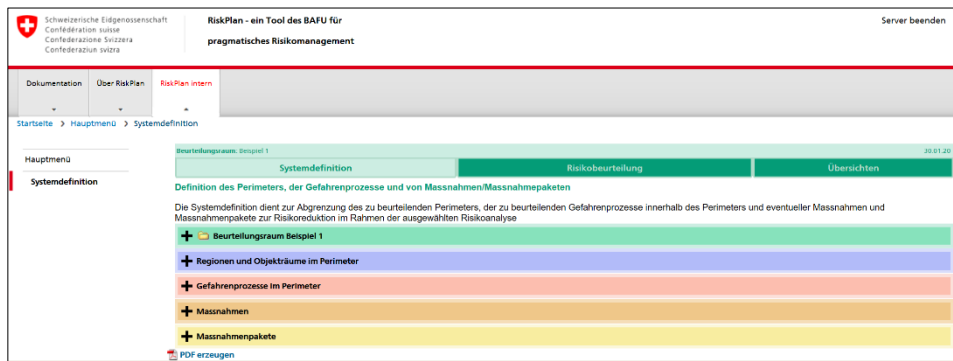 Schweizerische Eidgenossenschaft
Confédération suisse
Confederazione Svizzera
Confederaziun svizra
RiskPlan - ein Tool des BAFU für
pragmatisches Risikomanagement
Server beenden
Dokumentation
Über RiskPlan
RiskPlan intern
Startseite > Hauptmenü > Systemdefinition
Hauptmenü
Systemdefinition
Beurteilungsraum: Beispiel 1
30.01.20
Systemdefinition
Risikobeurteilung
Übersichten
Definition des Perimeters, der Gefahrenprozesse und von Massnahmen/Massnahmepaketen
Die Systemdefinition dient zur Abgrenzung des zu beurteilenden Perimeters, der zu beurteilenden Gefahrenprozesse innerhalb des Perimeters und eventueller Massnahmen und
Massnahmenpakete zur Risikoreduktion im Rahmen der ausgewählten Risikoanalyse
Beurteilungsraum Beispiel 1
Regionen und Objekträume im Perimeter
Gefahrenprozesse im Perimeter
Massnahmen
Massnahmenpakete
PDF erzeugen